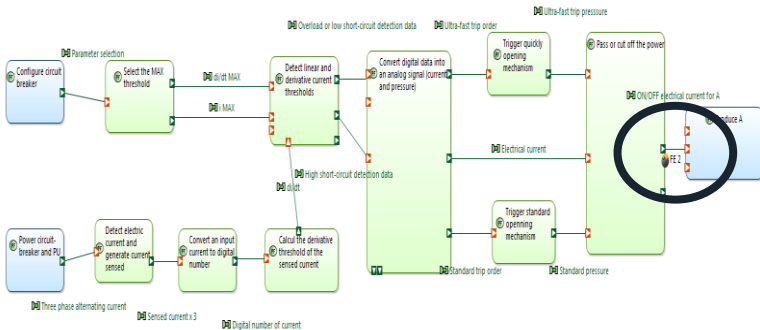 Ultra-fast trip presssure
Overload or low short-circuit detection data
Ultra-fast trip order
Parameter selection
Configure circuit
breaker
Select the MAX
threshold
di/dt MAX
i MAX
Detect linear and
derivative current
thresholds
Convert digital data into
an analog signal (current
and pressure)
Trigger quickly
opening
mechanism
Pass or cut off the power
ON/OFF electrical current for A
Produce A
FE 2
Electrical current
High short-circuit detection data
di/dt
Power circuit-
breaker and PU
Detect electric
current and
generate current
sensed
Convert an input
current to digital
number
Calcul the derivative
threshold of the
sensed current
Trigger standard
opening
mechanism
Standard trip order
Standard pressure
Three phase alternating current
Sensed current x 3
Digital number of current